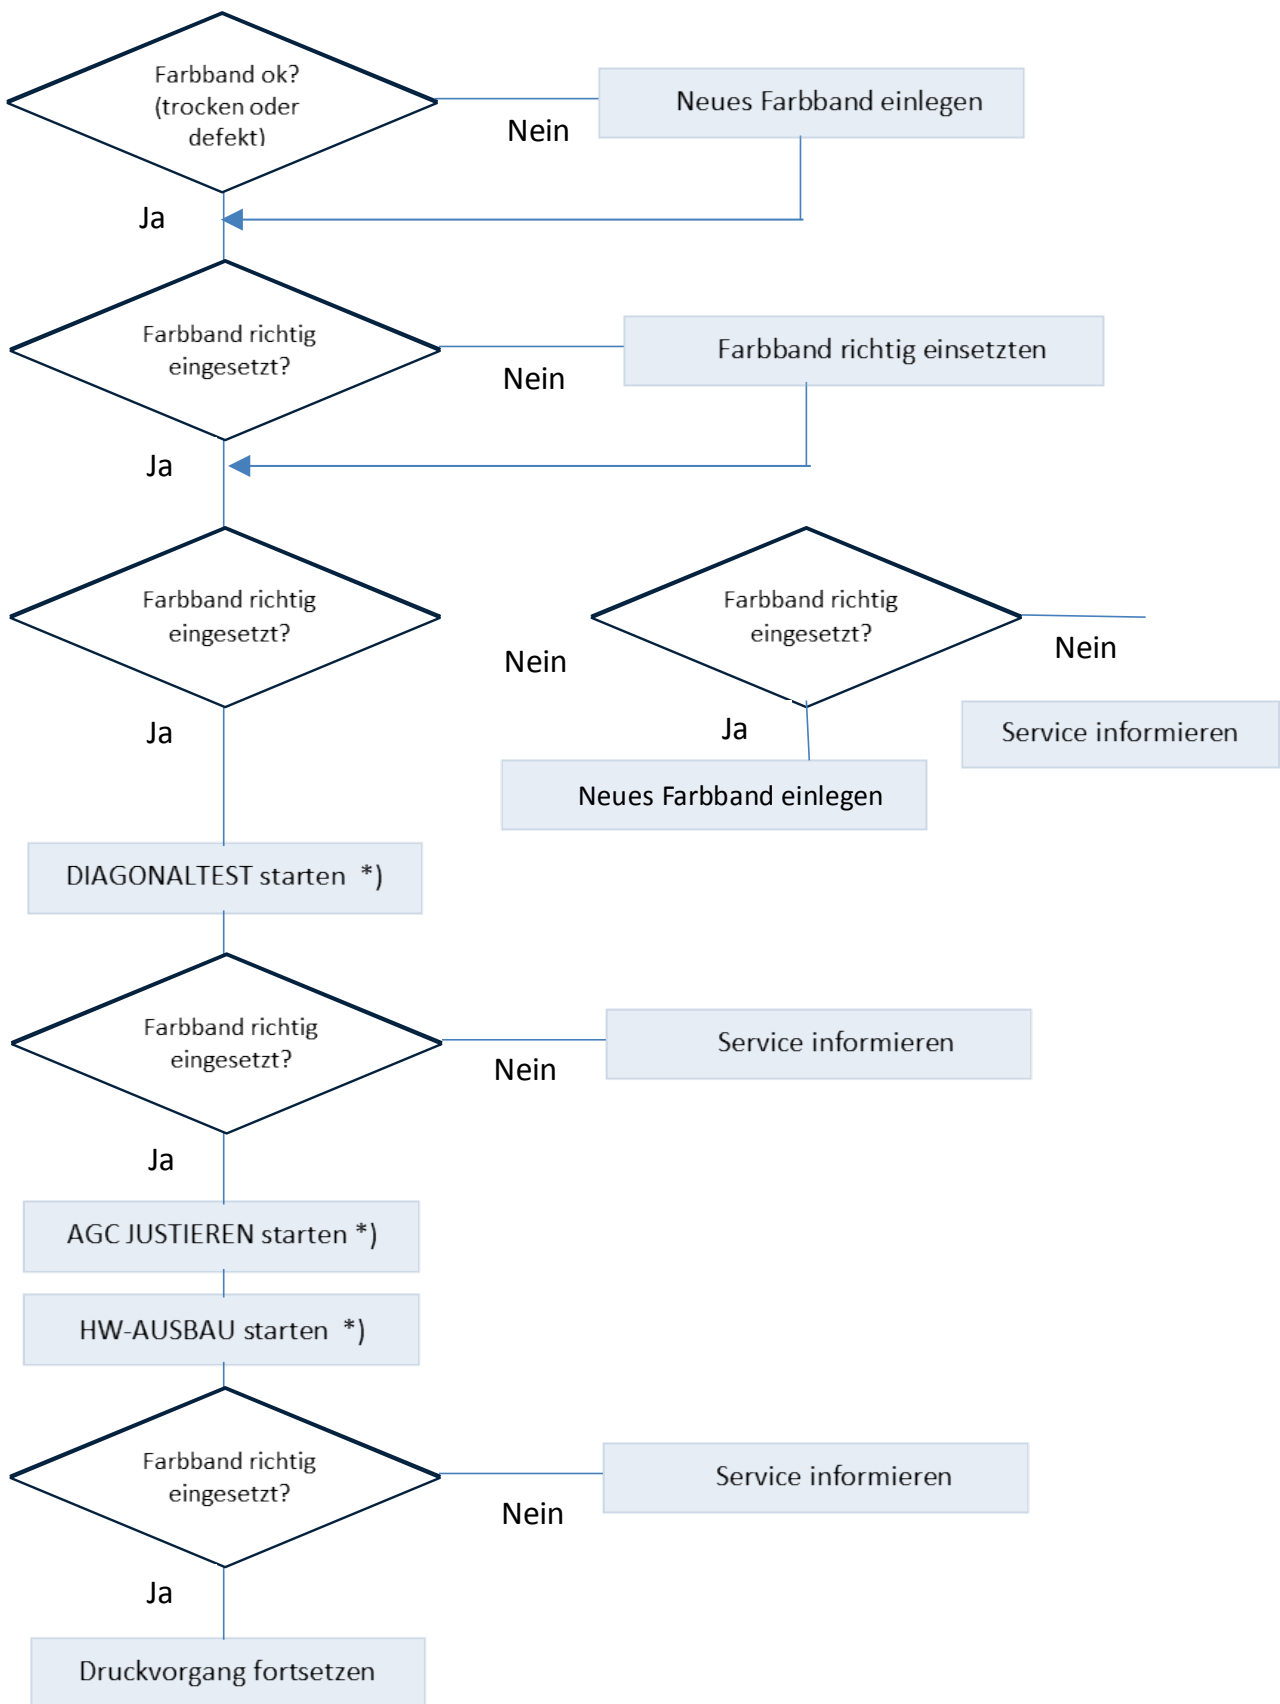 Farbband ok?
(trocken oder
defekt)
Neues Farbband einlegen
Nein
Ja
Farbband richtig
eingesetzt?
Farbband richtig einsetzten
Nein
Ja
Farbband richtig
eingesetzt?
Nein
Farbband richtig
eingesetzt?
Nein
Ja
Ja
Service informieren
Neues Farbband einlegen
DIAGONALTEST starten *)
Farbband richtig
eingesetzt?
Service informieren
Nein
Ja
AGC JUSTIEREN starten *)
HW-AUSBAU starten *)
Farbband richtig
eingesetzt?
Service informieren
Nein
Ja
Druckvorgang fortsetzen